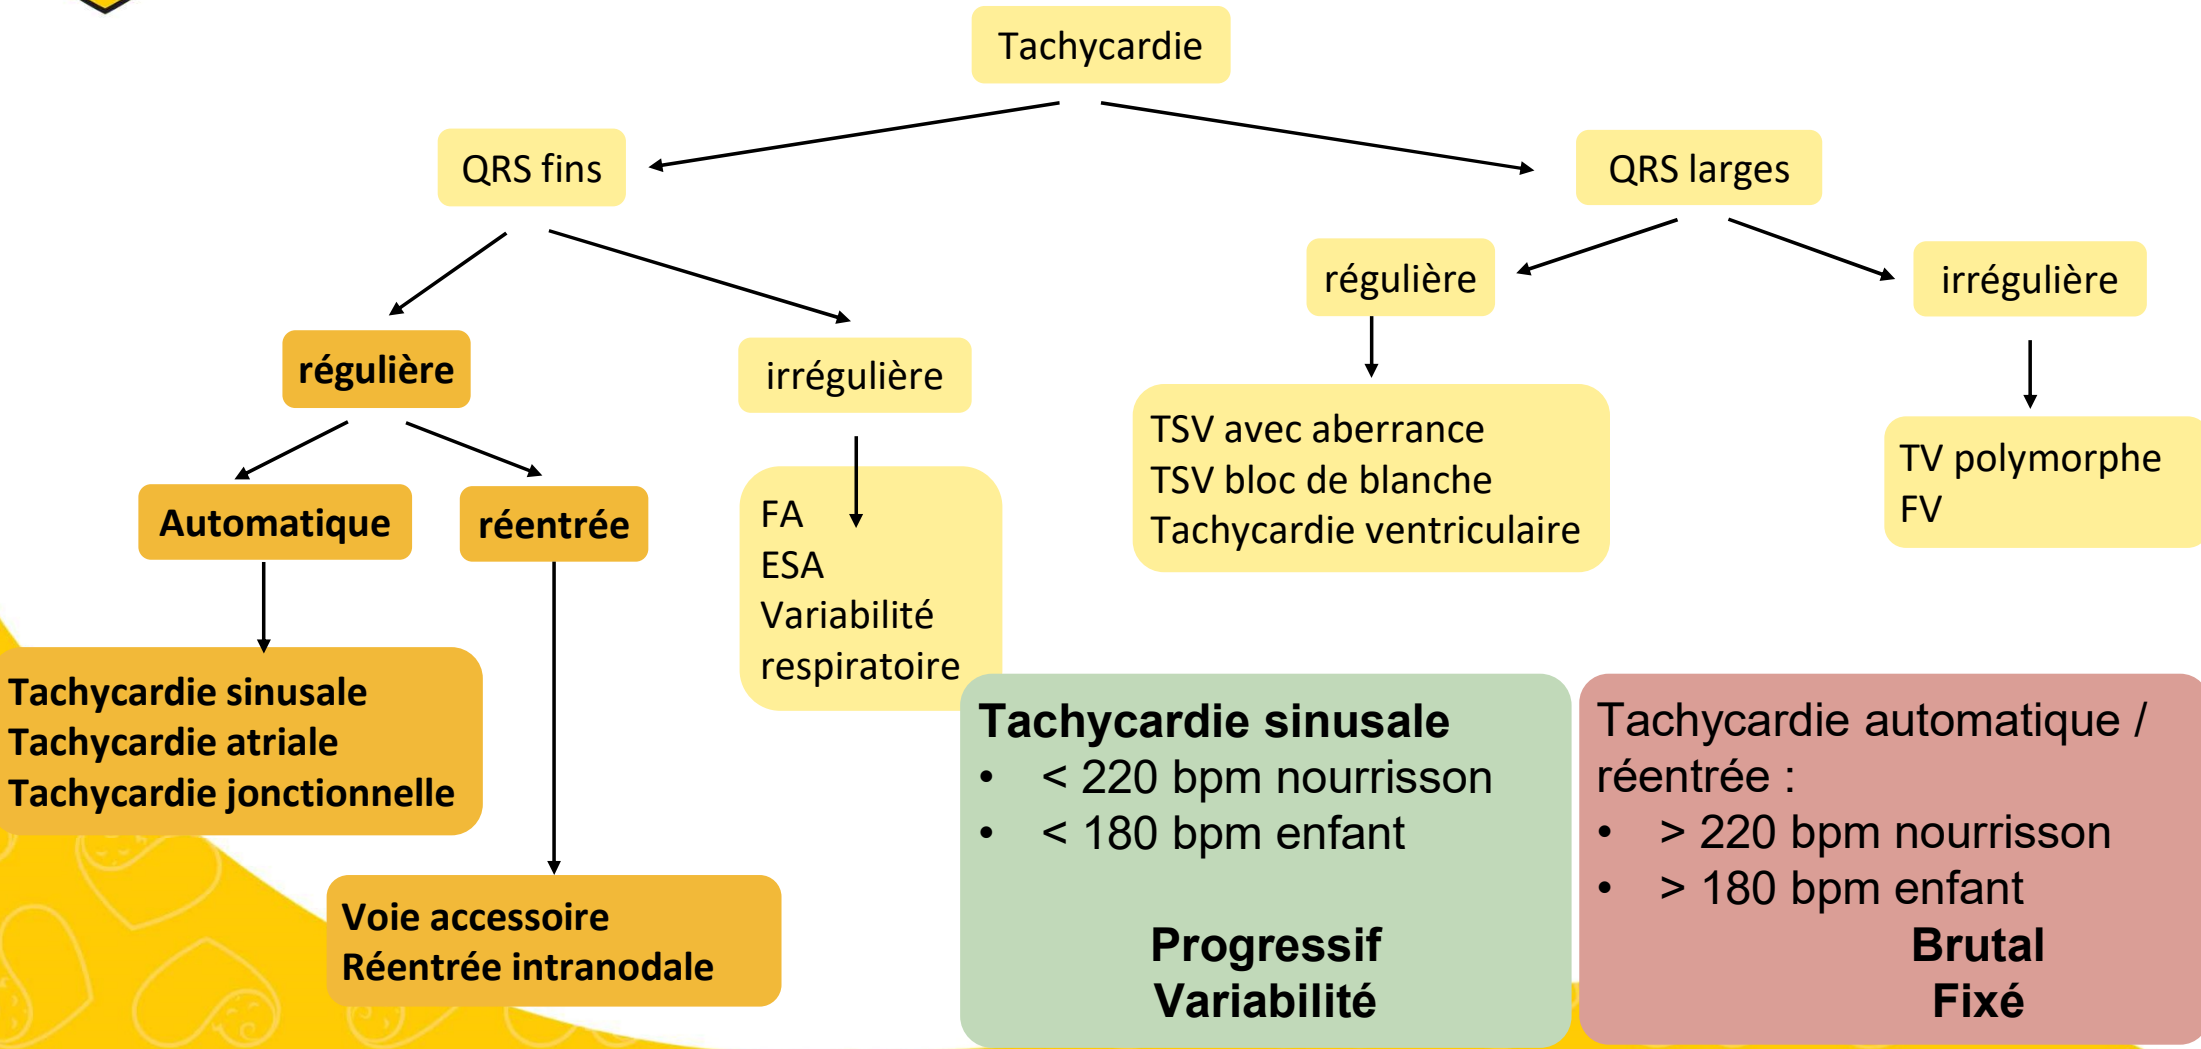 Tachycardie
QRS fins
QRS larges
régulière
irrégulière
régulière
irrégulière
Automatique
réentrée
FA
ESA
Variabilité
respiratoire
TSV avec aberrance
TSV bloc de blanche
Tachycardie ventriculaire
TV polymorphe
FV
Tachycardie sinusale
Tachycardie atriale
Tachycardie jonctionnelle
Voie accessoire
Réentrée intranodale
Tachycardie sinusale
• < 220 bpm nourrisson
• < 180 bpm enfant
Progressif
Variabilité
Tachycardie automatique /
réentrée :
• > 220 bpm nourrisson
• > 180 bpm enfant
Brutal
Fixé